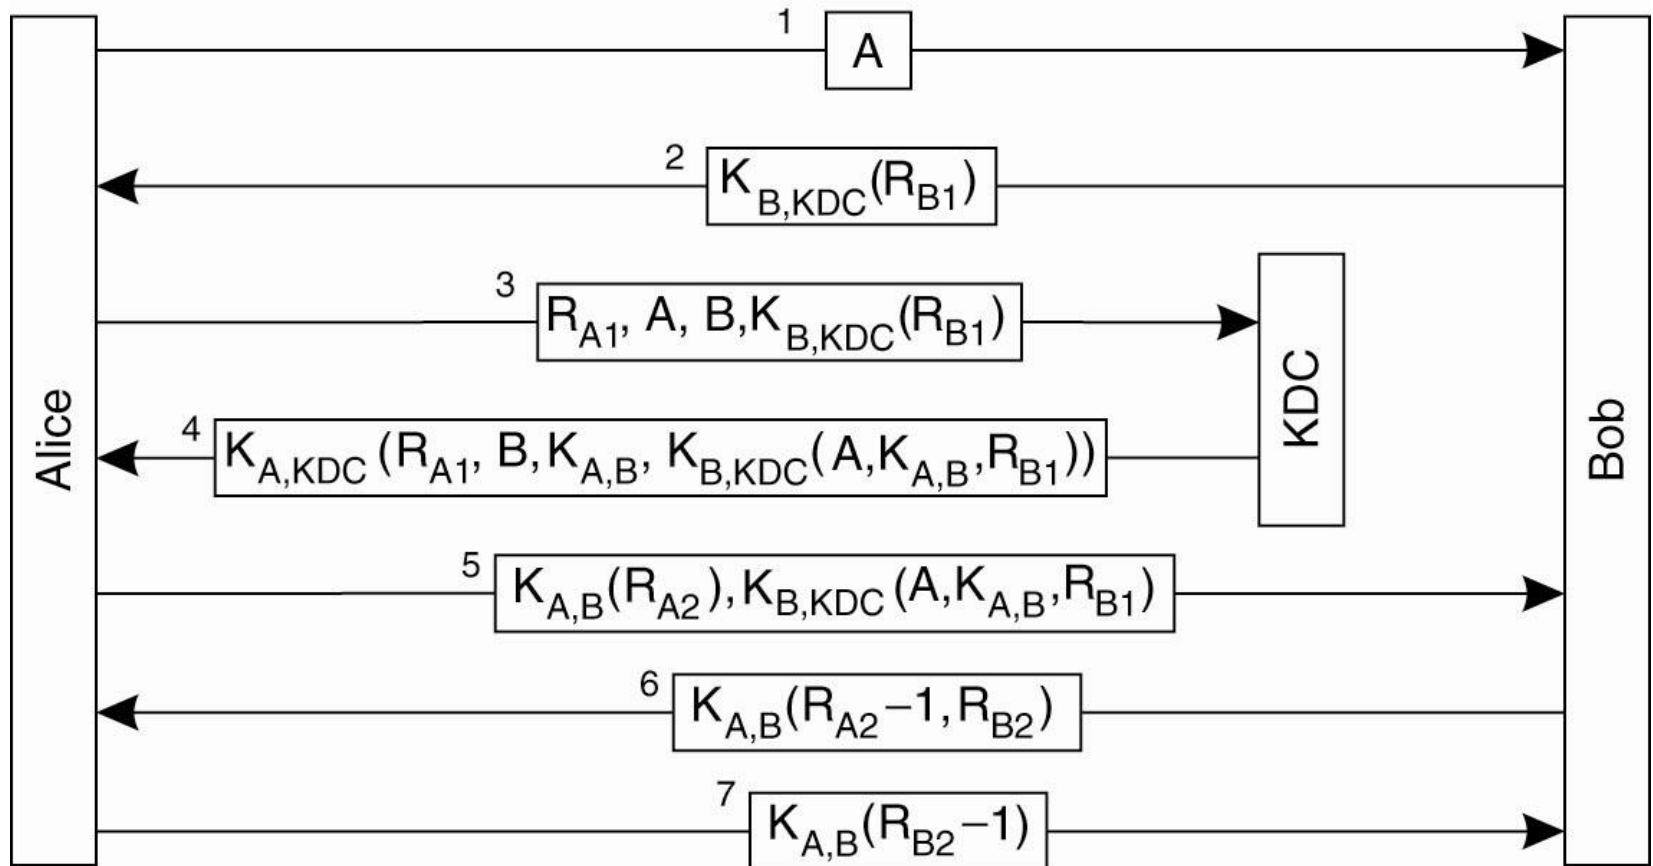 1
A
2
K_B,KDC(R_B1)
3
R_A1, A, B,K_B,KDC(R_B1)
4
K_A,KDC(R_A1, B,K_A,B, K_B,KDC(A,K_A,B,R_B1))
5
K_A,B(R_A2),K_B,KDC(A,K_A,B,R_B1)
6
K_A,B(R_A2−1,R_B2)
7
K_A,B(R_B2−1)
Alice
KDC
Bob